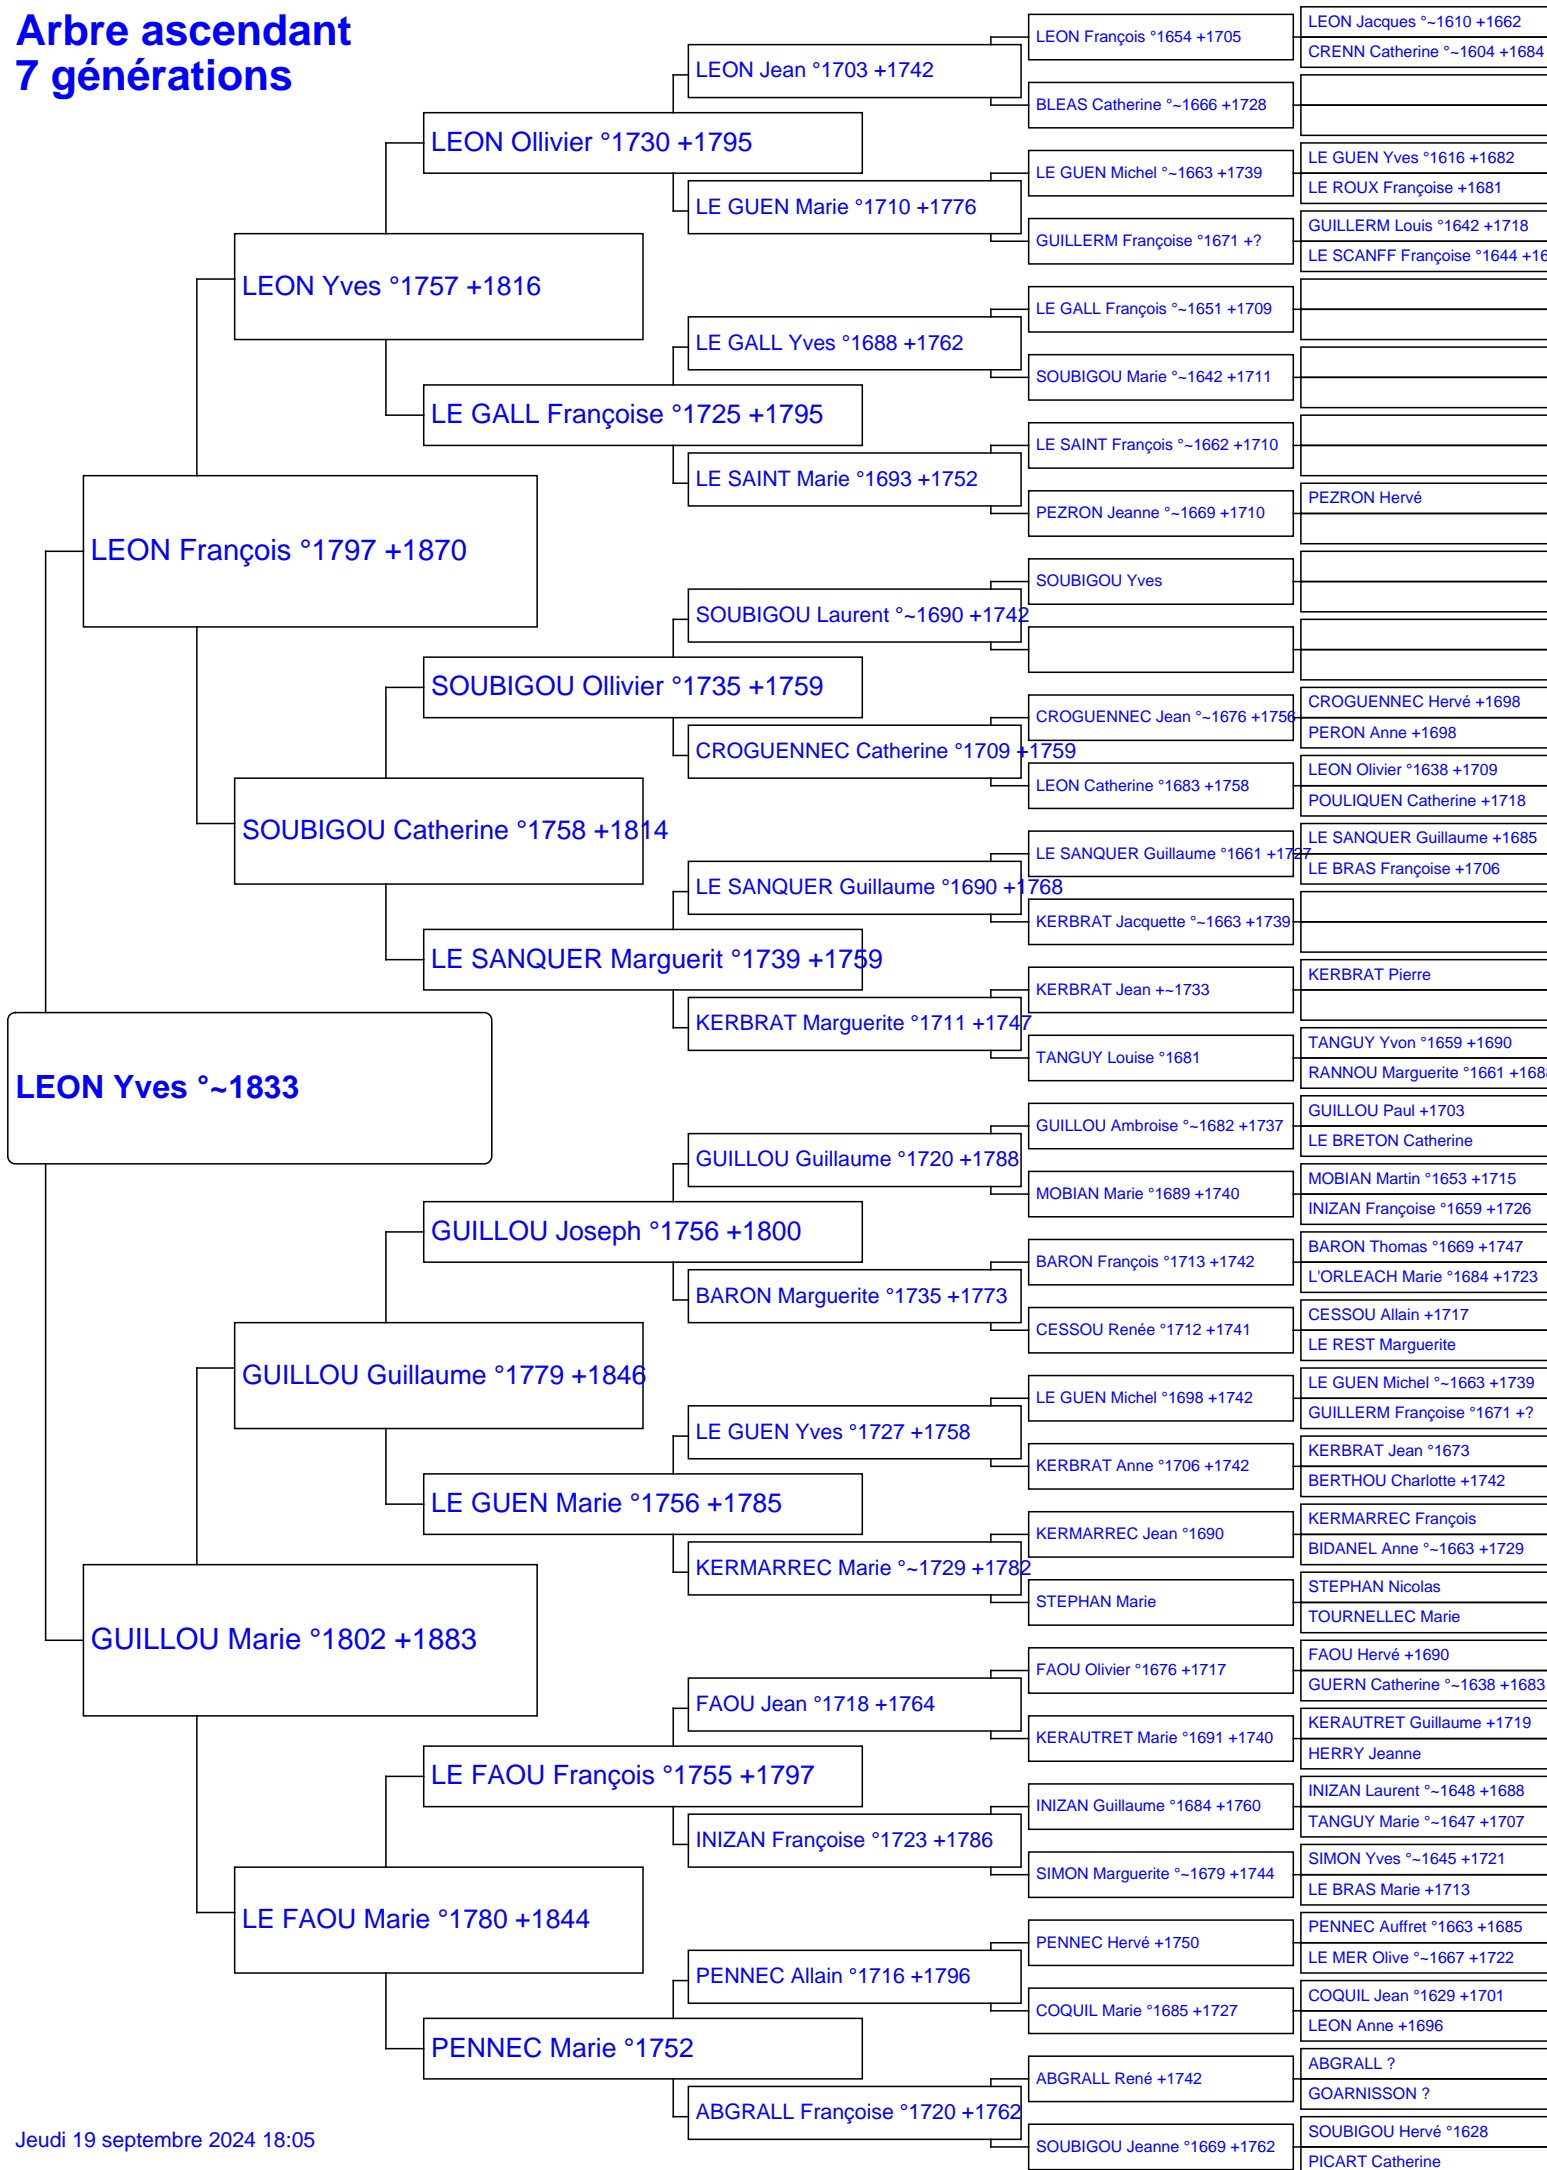 Arbre ascendant
7 générations
LEON Yves °~1833
LEON François °1797 +1870
GUILLOU Marie °1802 +1883
LEON Yves °1757 +1816
SOUBIGOU Catherine °1758 +1814
GUILLOU Guillaume °1779 +1846
LE FAOU Marie °1780 +1844
LEON Ollivier °1730 +1795
LE GALL Françoise °1725 +1795
SOUBIGOU Ollivier °1735 +1759
LE SANQUER Marguerit °1739 +1759
GUILLOU Joseph °1756 +1800
LE GUEN Marie °1756 +1785
LE FAOU François °1755 +1797
PENNEC Marie °1752
LEON Jean °1703 +1742
LE GUEN Marie °1710 +1776
LE GALL Yves °1688 +1762
LE SAINT Marie °1693 +1752
SOUBIGOU Laurent °~1690 +1742
CROGUENNEC Catherine °1709 +1759
LE SANQUER Guillaume °1690 +1768
KERBRAT Marguerite °1711 +1747
GUILLOU Guillaume °1720 +1788
BARON Marguerite °1735 +1773
LE GUEN Yves °1727 +1758
KERMARREC Marie °~1729 +1782
FAOU Jean °1718 +1764
INIZAN Françoise °1723 +1786
PENNEC Allain °1716 +1796
ABGRALL Françoise °1720 +1762
LEON François °1654 +1705
BLEAS Catherine °~1666 +1728
LE GUEN Michel °~1663 +1739
GUILLERM Françoise °1671 +?
LE GALL François °~1651 +1709
SOUBIGOU Marie °~1642 +1711
LE SAINT François °~1662 +1710
PEZRON Jeanne °~1669 +1710
SOUBIGOU Yves
CROGUENNEC Jean °~1676 +1756
LEON Catherine °1683 +1758
LE SANQUER Guillaume °1661 +1727
KERBRAT Jacquette °~1663 +1739
KERBRAT Jean +~1733
TANGUY Louise °1681
GUILLOU Ambroise °~1682 +1737
MOBIAN Marie °1689 +1740
BARON François °1713 +1742
CESSOU Renée °1712 +1741
LE GUEN Michel °1698 +1742
KERBRAT Anne °1706 +1742
KERMARREC Jean °1690
STEPHAN Marie
FAOU Olivier °1676 +1717
KERAUTRET Marie °1691 +1740
INIZAN Guillaume °1684 +1760
SIMON Marguerite °~1679 +1744
PENNEC Hervé +1750
COQUIL Marie °1685 +1727
ABGRALL René +1742
SOUBIGOU Jeanne °1669 +1762
LEON Jacques °~1610 +1662
CRENN Catherine °~1604 +1684
LE GUEN Yves °1616 +1682
LE ROUX Françoise +1681
GUILLERM Louis °1642 +1718
LE SCANFF Françoise °1644 +16
PEZRON Hervé
CROGUENNEC Hervé +1698
PERON Anne +1698
LEON Olivier °1638 +1709
POULIQUEN Catherine +1718
LE SANQUER Guillaume +1685
LE BRAS Françoise +1706
KERBRAT Pierre
TANGUY Yvon °1659 +1690
RANNOU Marguerite °1661 +168
GUILLOU Paul +1703
LE BRETON Catherine
MOBIAN Martin °1653 +1715
INIZAN Françoise °1659 +1726
BARON Thomas °1669 +1747
L'ORLEACH Marie °1684 +1723
CESSOU Allain +1717
LE REST Marguerite
LE GUEN Michel °~1663 +1739
GUILLERM Françoise °1671 +?
KERBRAT Jean °1673
BERTHOU Charlotte +1742
KERMARREC François
BIDANEL Anne °~1663 +1729
STEPHAN Nicolas
TOURNELLEC Marie
FAOU Hervé +1690
GUERN Catherine °~1638 +1683
KERAUTRET Guillaume +1719
HERRY Jeanne
INIZAN Laurent °~1648 +1688
TANGUY Marie °~1647 +1707
SIMON Yves °~1645 +1721
LE BRAS Marie +1713
PENNEC Auffret °1663 +1685
LE MER Olive °~1667 +1722
COQUIL Jean °1629 +1701
LEON Anne +1696
ABGRALL ?
GOARNISSON ?
SOUBIGOU Hervé °1628
PICART Catherine
Jeudi 19 septembre 2024 18:05